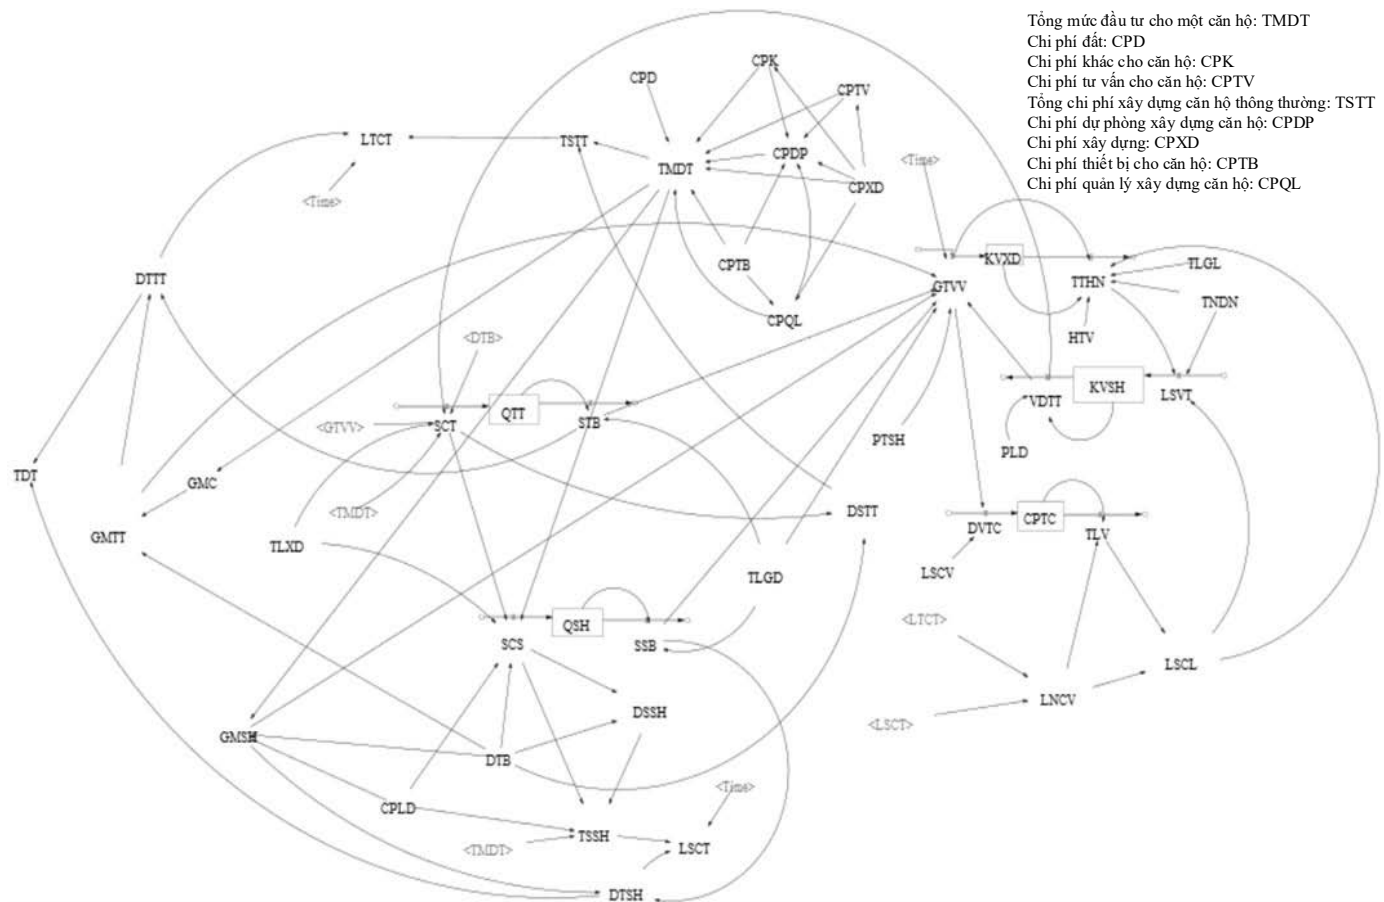 Tổng mức đầu tư cho một căn hộ: TMDT
Chi phí đất: CPD
Chi phí khác cho căn hộ: CPK
Chi phí tư vấn cho căn hộ: CPTV
Tổng chi phí xây dựng căn hộ thông thường: TSTT
Chi phí dự phòng xây dựng căn hộ: CPDP
Chi phí xây dựng: CPXD
Chi phí thiết bị cho căn hộ: CPTB
Chi phí quản lý xây dựng căn hộ: CPQL
CPK
CPD
CPTV
LTCT
TSTT
CPDP
<Time>
TMDT
CPXD
<Time>
KVXD
TLGL
DTTT
CPTB
GTVV
TTHN
TNDN
CPQL
HTV
<DTB>
KVSH
VDTT
LSVT
QTT
<GTVV>
SCT
STB
PTSH
PLD
TDT
GMC
<TMDT>
DSTT
CPTC
DVTC
TLV
GMTT
TLXD
LSCV
TLGD
<LTCT>
QSH
SCS
SSB
LSCL
LNCV
DSSH
<LSCT>
GMSH
DTB
<Time>
CPLD
TSSH
<TMDT>
LSCT
DTSH